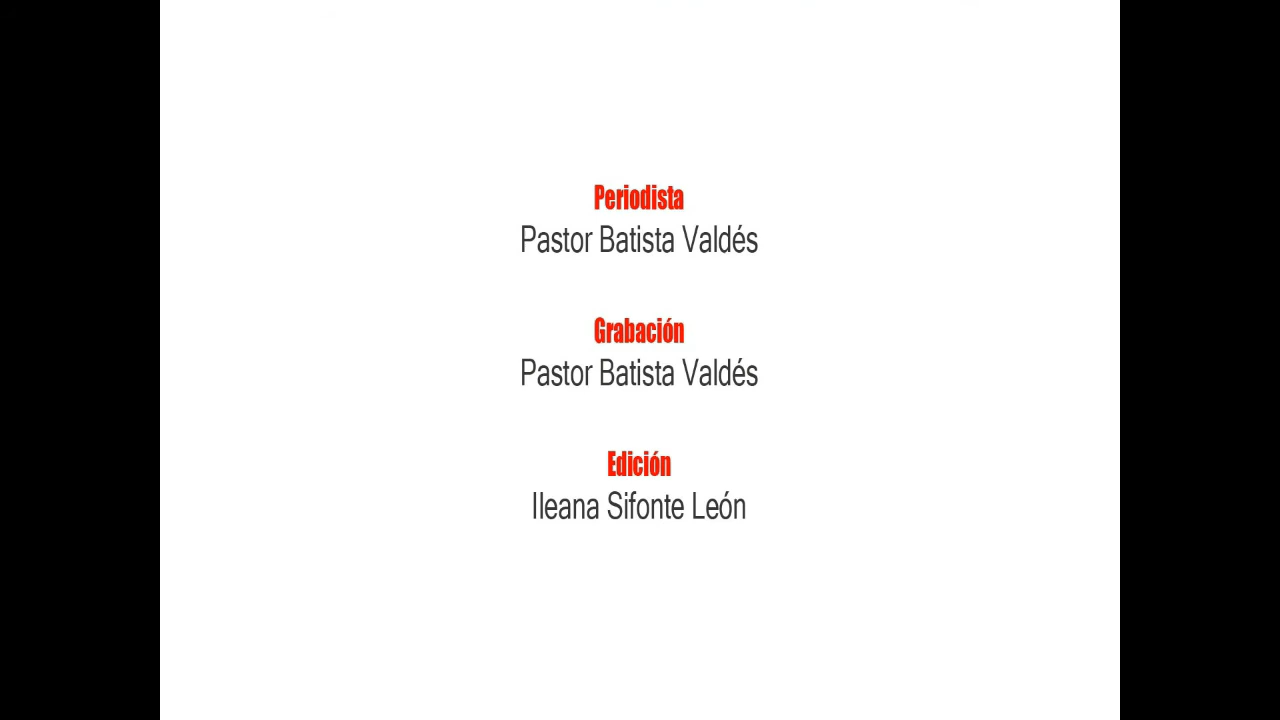 Periodista
Pastor Batista Valdés
Grabación
Pastor Batista Valdés
Edición
Ileana Sifonte León